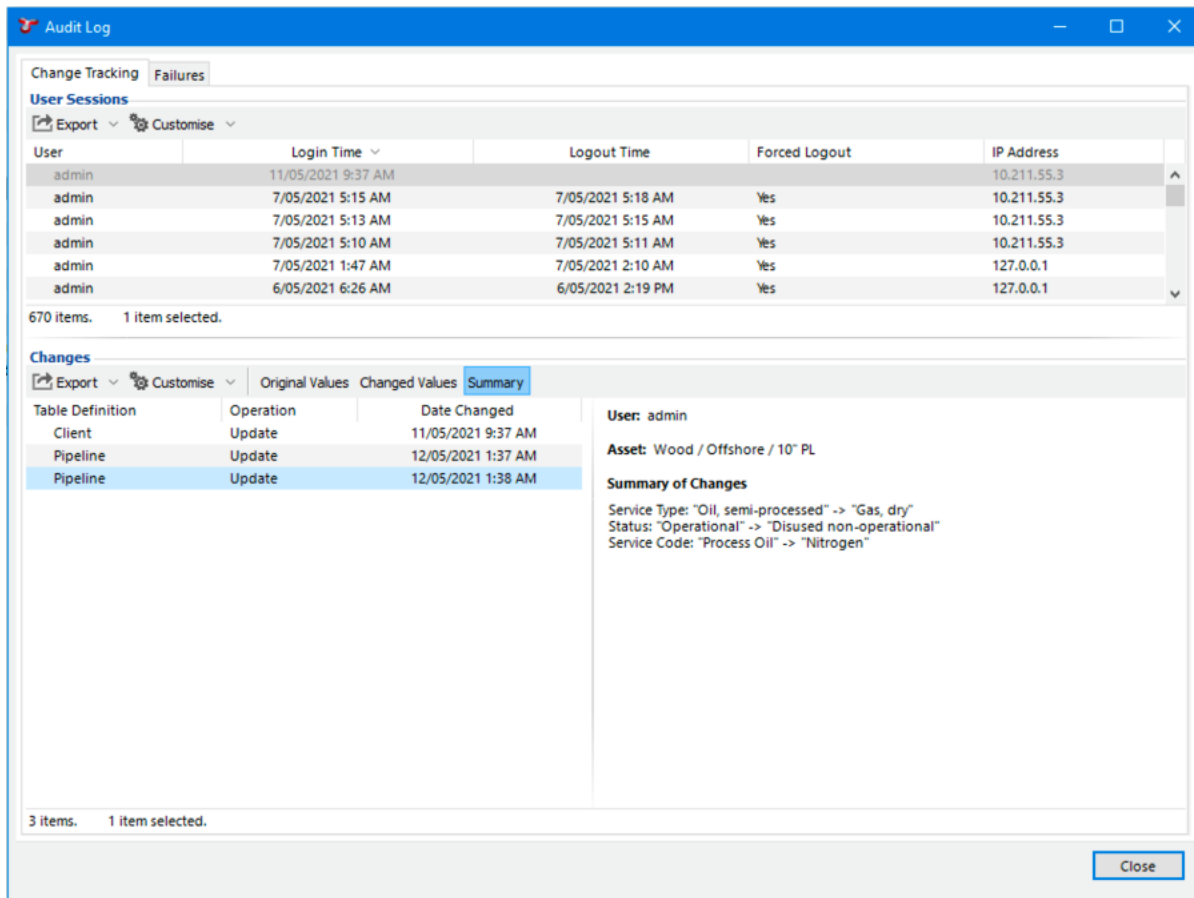 Audit Log
Change Tracking Failures
User Sessions
Export Customise
User Login Time Logout Time Forced Logout IP Address
admin 11/05/2021 9:37 AM 10.211.55.3
admin 7/05/2021 5:15 AM 7/05/2021 5:18 AM Yes 10.211.55.3
admin 7/05/2021 5:13 AM 7/05/2021 5:15 AM Yes 10.211.55.3
admin 7/05/2021 5:10 AM 7/05/2021 5:11 AM Yes 10.211.55.3
admin 7/05/2021 1:47 AM 7/05/2021 2:10 AM Yes 127.0.0.1
admin 6/05/2021 6:26 AM 6/05/2021 2:19 PM Yes 127.0.0.1
670 items. 1 item selected.
Changes
Export Customise Original Values Changed Values Summary
Table Definition Operation Date Changed
Client Update 11/05/2021 9:37 AM
Pipeline Update 12/05/2021 1:37 AM
Pipeline Update 12/05/2021 1:38 AM
User: admin
Asset: Wood / Offshore / 10" PL
Summary of Changes
Service Type: "Oil, semi-processed" -> "Gas, dry"
Status: "Operational" -> "Disused non-operational"
Service Code: "Process Oil" -> "Nitrogen"
3 items. 1 item selected.
Close